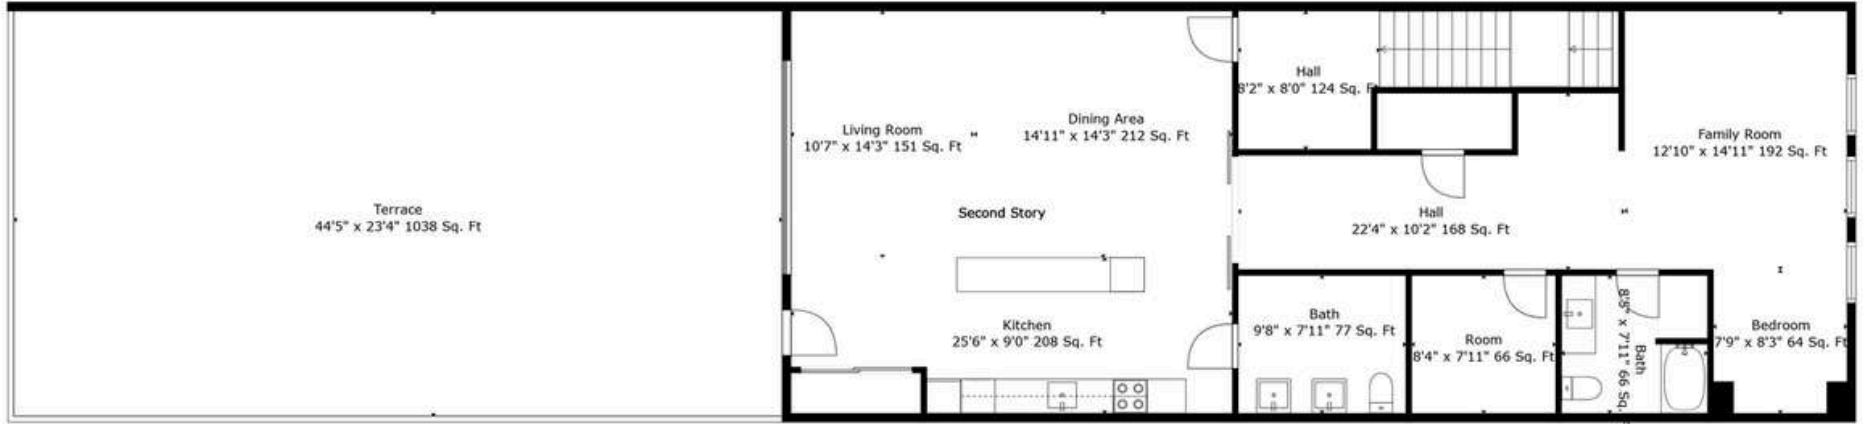 Terrace
44'5" x 23'4" 1038 Sq. Ft
Living Room
10'7" x 14'3" 151 Sq. Ft
Dining Area
14'11" x 14'3" 212 Sq. Ft
Second Story
Kitchen
25'6" x 9'0" 208 Sq. Ft
Hall
8'2" x 8'0" 124 Sq. Ft
Family Room
12'10" x 14'11" 192 Sq. Ft
Hall
22'4" x 10'2" 168 Sq. Ft
Bath
9'8" x 7'11" 77 Sq. Ft
Room
8'4" x 7'11" 66 Sq. Ft
Bath
8'8" x 7'11" 66 Sq.
Bedroom
7'9" x 8'3" 64 Sq. Ft